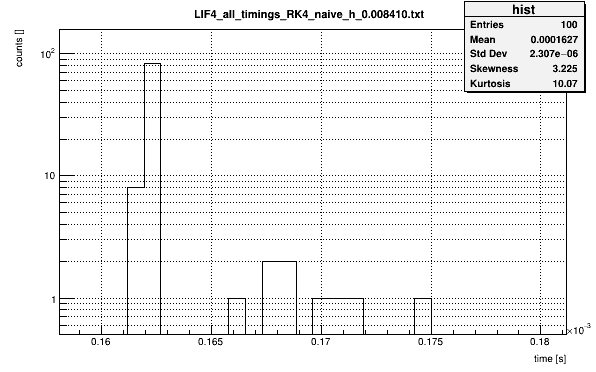 LIF4_all_timings_RK4_naive_h_0.008410.txt
hist
Entries 100
Mean 0.0001627
Std Dev 2.307e−06
Skewness 3.225
Kurtosis 10.07
counts []
10²
10
1
0.16 0.165 0.17 0.175 0.18
×10⁻³
time [s]